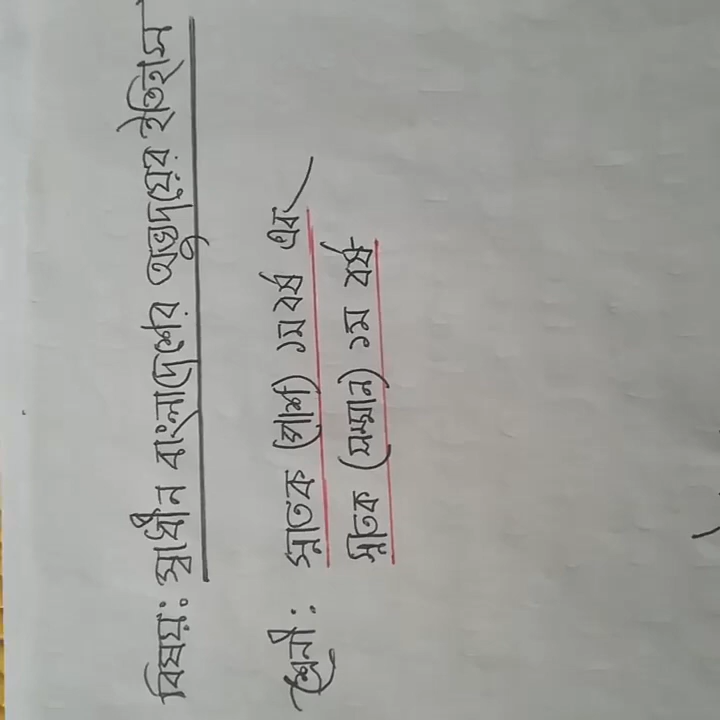 বিষয়: স্বাধীন বাংলাদেশের অভ্যুদয়ের ইতিহাস
শ্রেনী: স্নাতক (পাশ) ১ম বর্ষ এবং
স্নাতক (সম্মান) ১ম বর্ষ